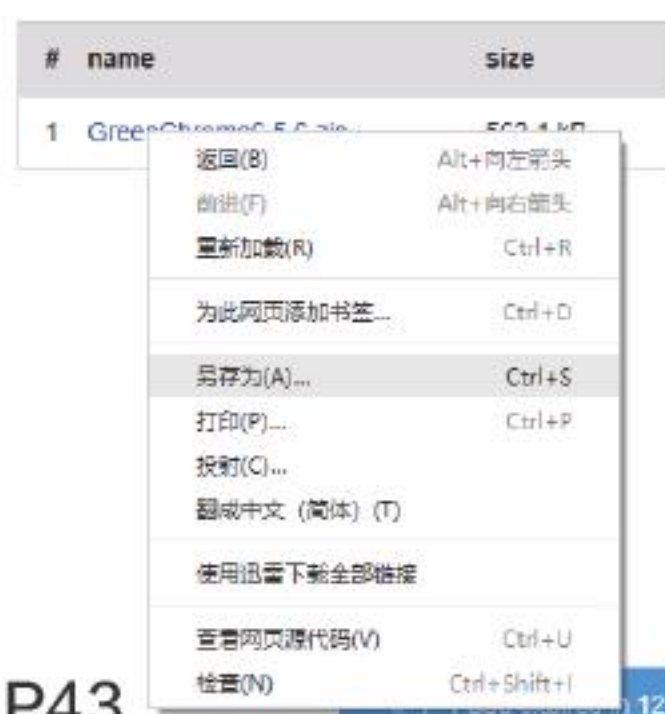 # name size
1
返回(B) Alt+向左箭头
前进(F) Alt+向右箭头
重新加载(R) Ctrl+R
为此网页添加书签... Ctrl+D
另存为(A)... Ctrl+S
打印(P)... Ctrl+P
投射(C)...
翻成中文（简体）(T)
使用迅雷下载全部链接
查看网页源代码(V) Ctrl+U
检查(N) Ctrl+Shift+I
P43
12